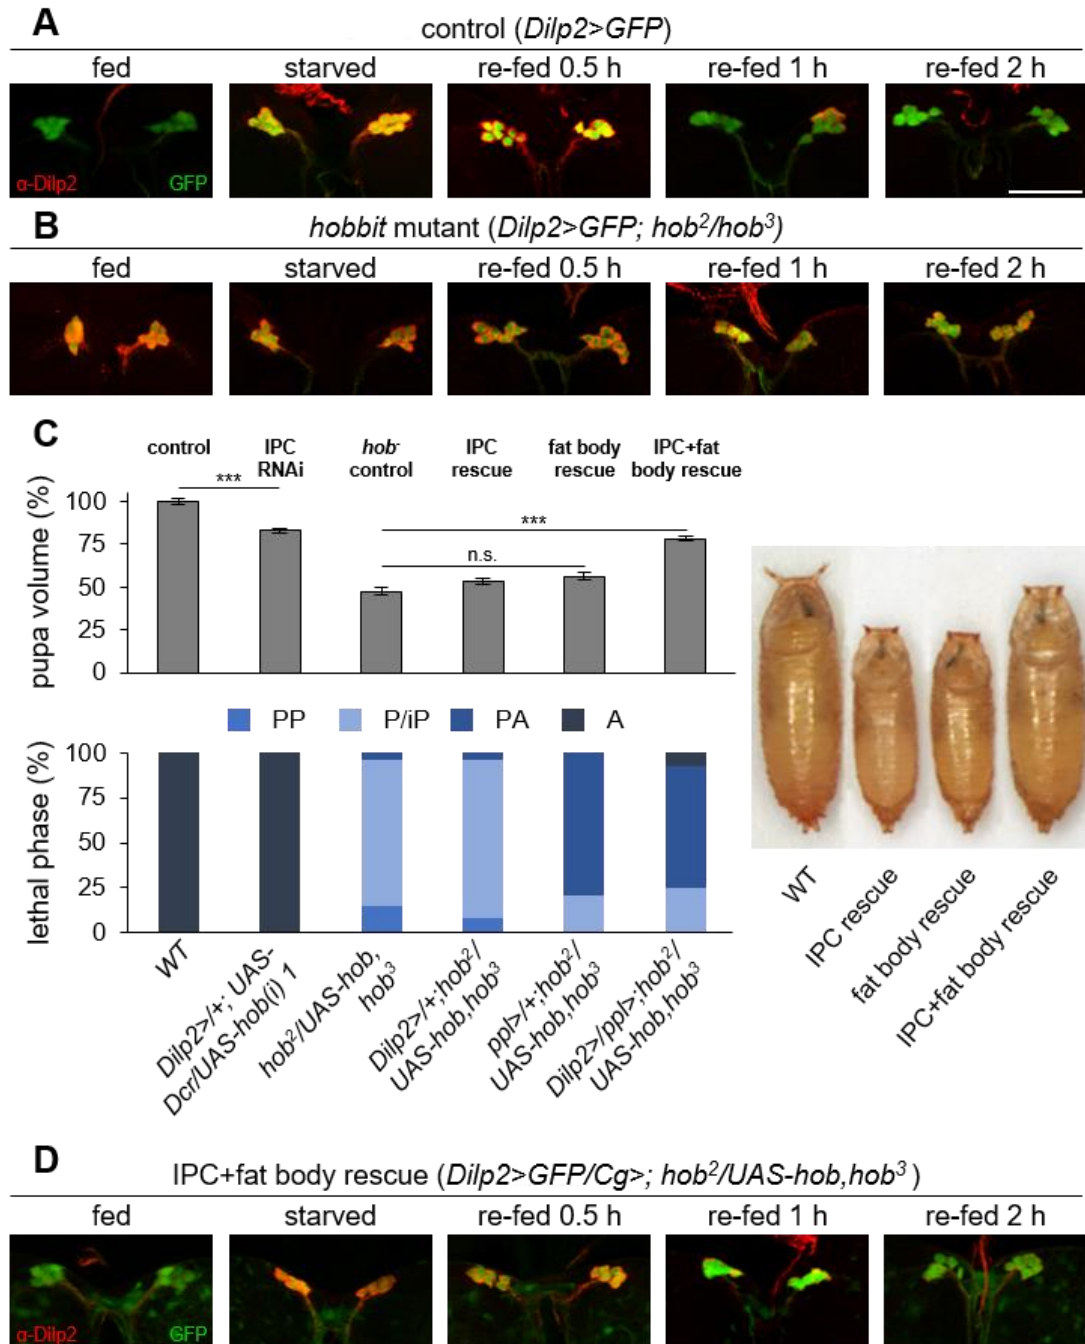 A
control (Dilp2>GFP)
fed starved re-fed 0.5 h re-fed 1 h re-fed 2 h
α-Dilp2 GFP
B
hobbit mutant (Dilp2>GFP; hob²/hob³)
fed starved re-fed 0.5 h re-fed 1 h re-fed 2 h
C
control IPC RNAi hob⁻ control IPC rescue fat body rescue IPC+fat body rescue
***
***
n.s.
pupa volume (%)
100
75
50
25
0
PP P/iP PA A
lethal phase (%)
100
75
50
25
0
WT
Dilp2>/+; UAS-
Dcr/UAS-hob(i) 1
hob²/UAS-hob,
hob³
Dilp2>/+;hob²/
UAS-hob,hob³
ppl>/+;hob²/
UAS-hob,hob³
Dilp2>/ppl>;hob²/
UAS-hob,hob³
WT
IPC rescue
fat body rescue
IPC+fat body rescue
D
IPC+fat body rescue (Dilp2>GFP/Cg>; hob²/UAS-hob,hob³)
fed starved re-fed 0.5 h re-fed 1 h re-fed 2 h
α-Dilp2 GFP